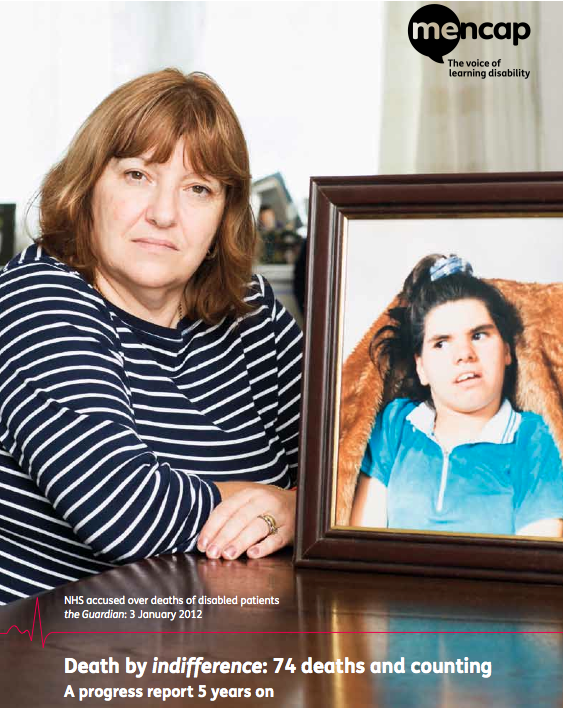 mencap
The voice of
learning disability
NHS accused over deaths of disabled patients
the Guardian: 3 January 2012
Death by indifference: 74 deaths and counting
A progress report 5 years on